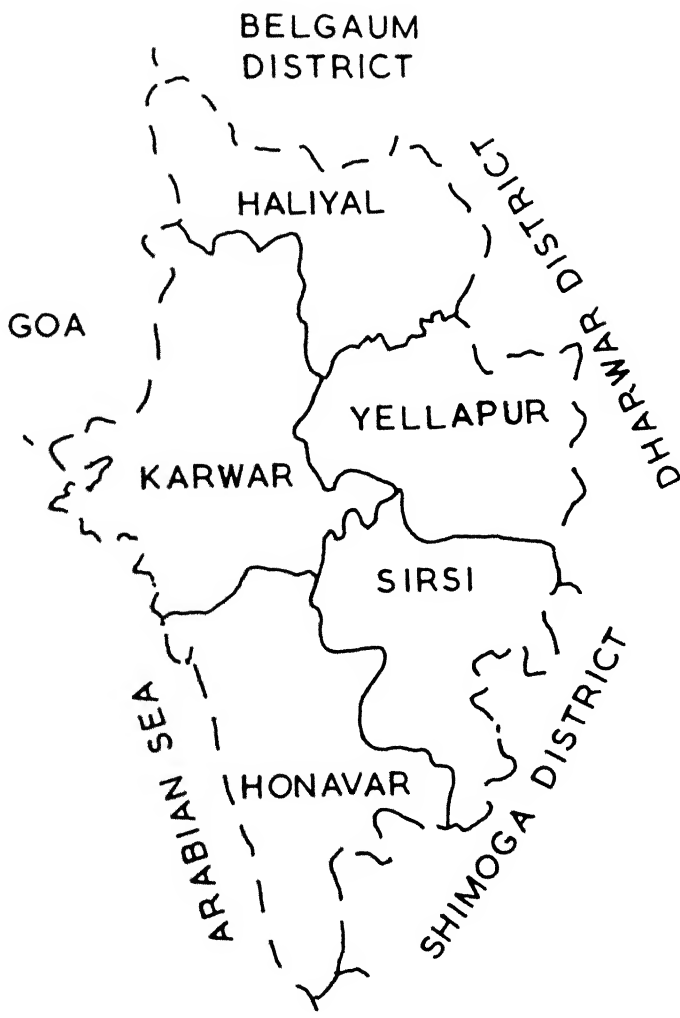 BELGAUM
DISTRICT
HALIYAL
DHARWAR DISTRICT
GOA
YELLAPUR
KARWAR
SIRSI
ARABIAN SEA
HONAVAR
SHIMOGA DISTRICT